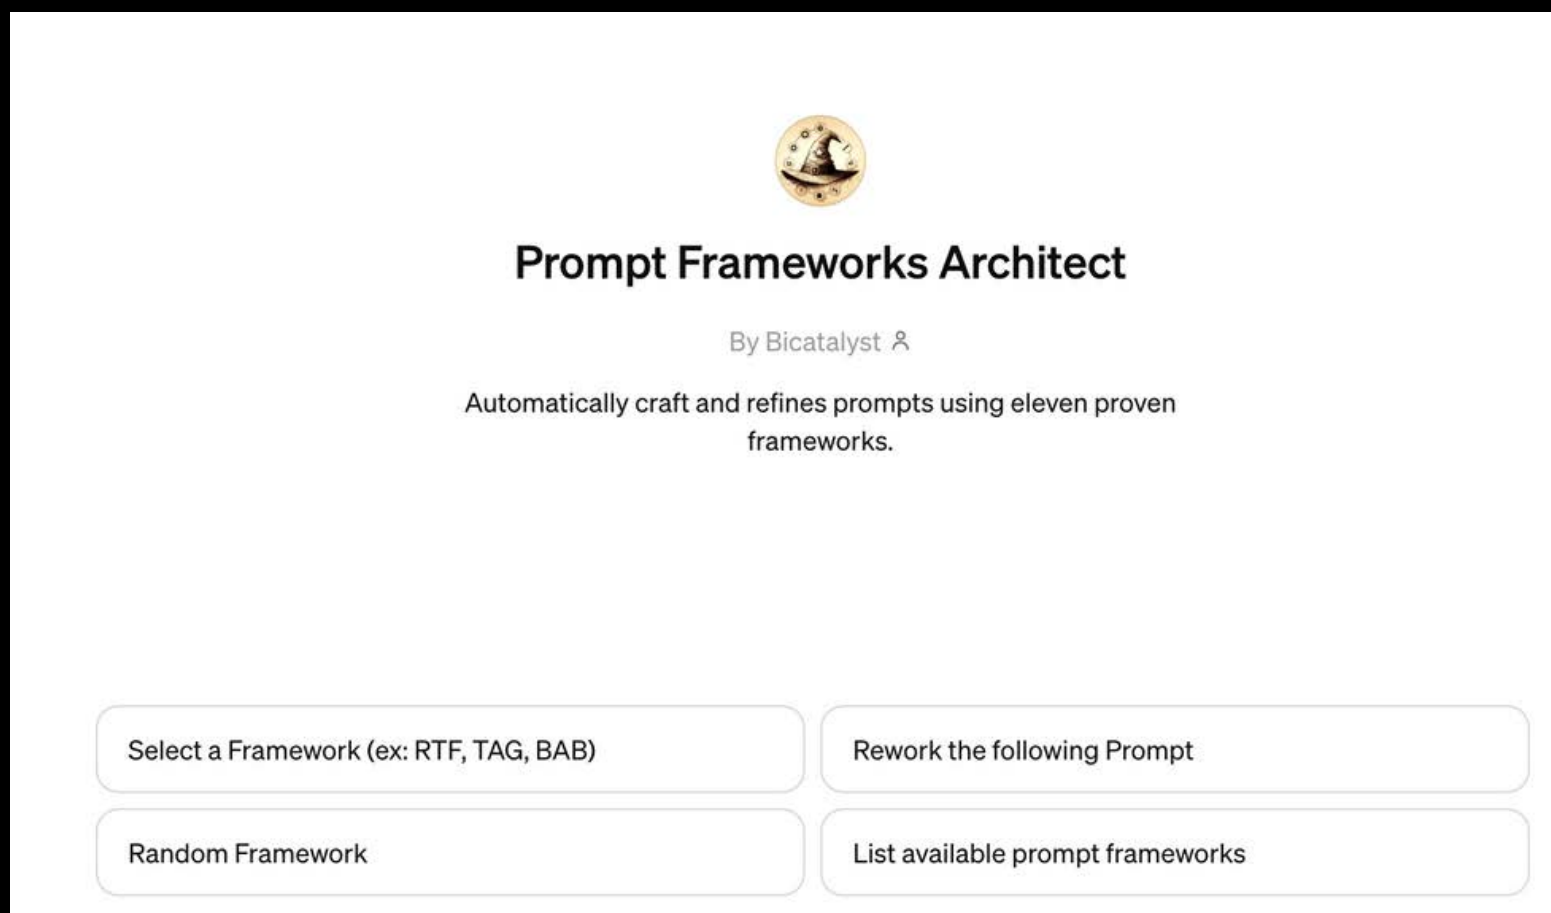 Prompt Frameworks Architect
By Bicatalyst
Automatically craft and refines prompts using eleven proven
frameworks.
Select a Framework (ex: RTF, TAG, BAB)
Rework the following Prompt
Random Framework
List available prompt frameworks